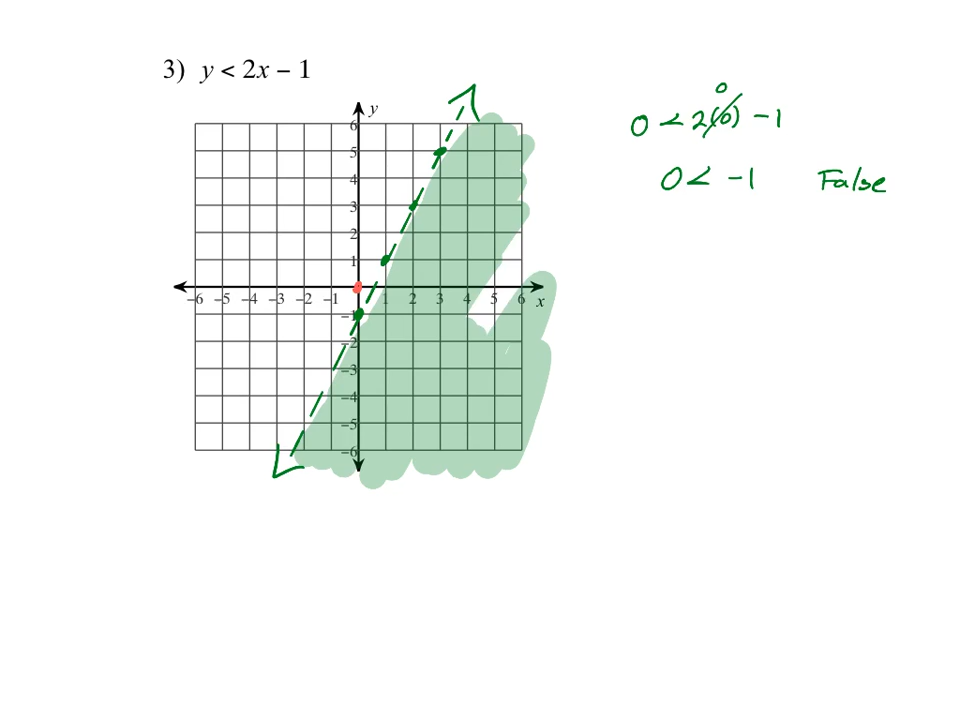 3) y < 2x − 1
y
6
5
4
3
2
1
−6 −5 −4 −3 −2 −1 1 2 3 4 5 6 x
−1
−2
−3
−4
−5
−6
0
0 < 2(0) − 1
0 < −1 False